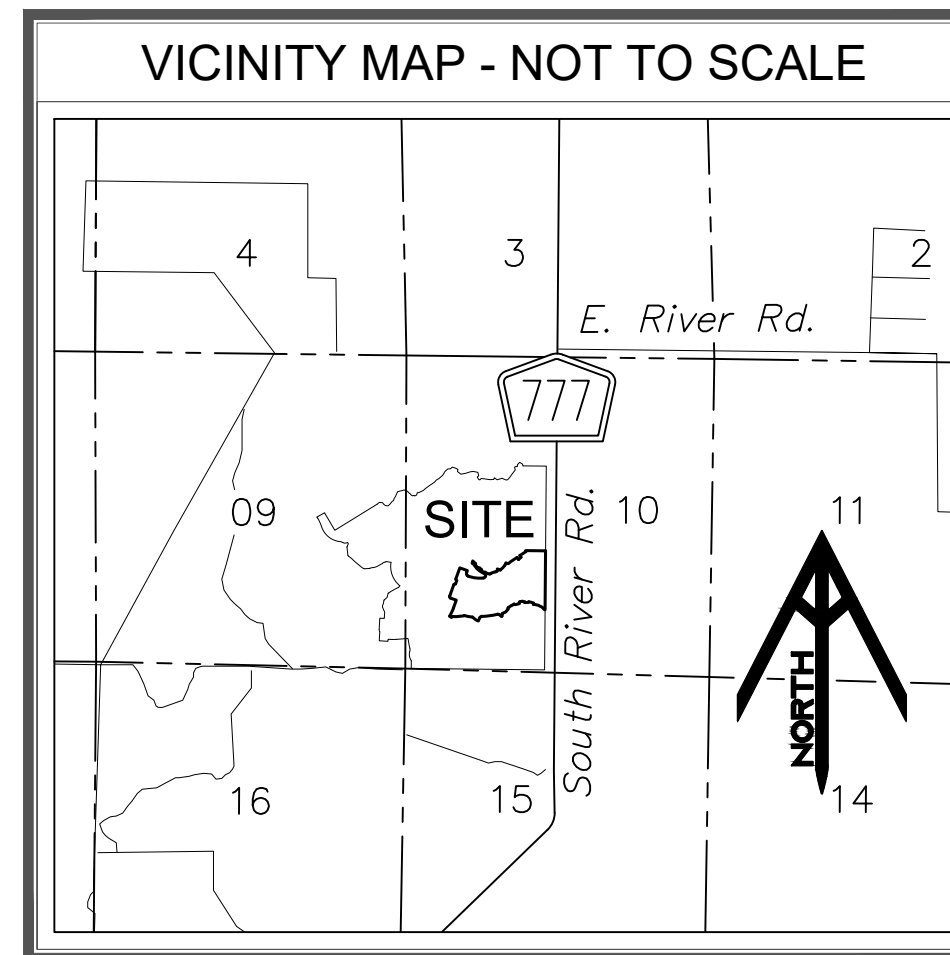 VICINITY MAP - NOT TO SCALE
4
3
2
E. River Rd.
777
09
SITE
10
11
South River Rd.
NORTH
16
15
14